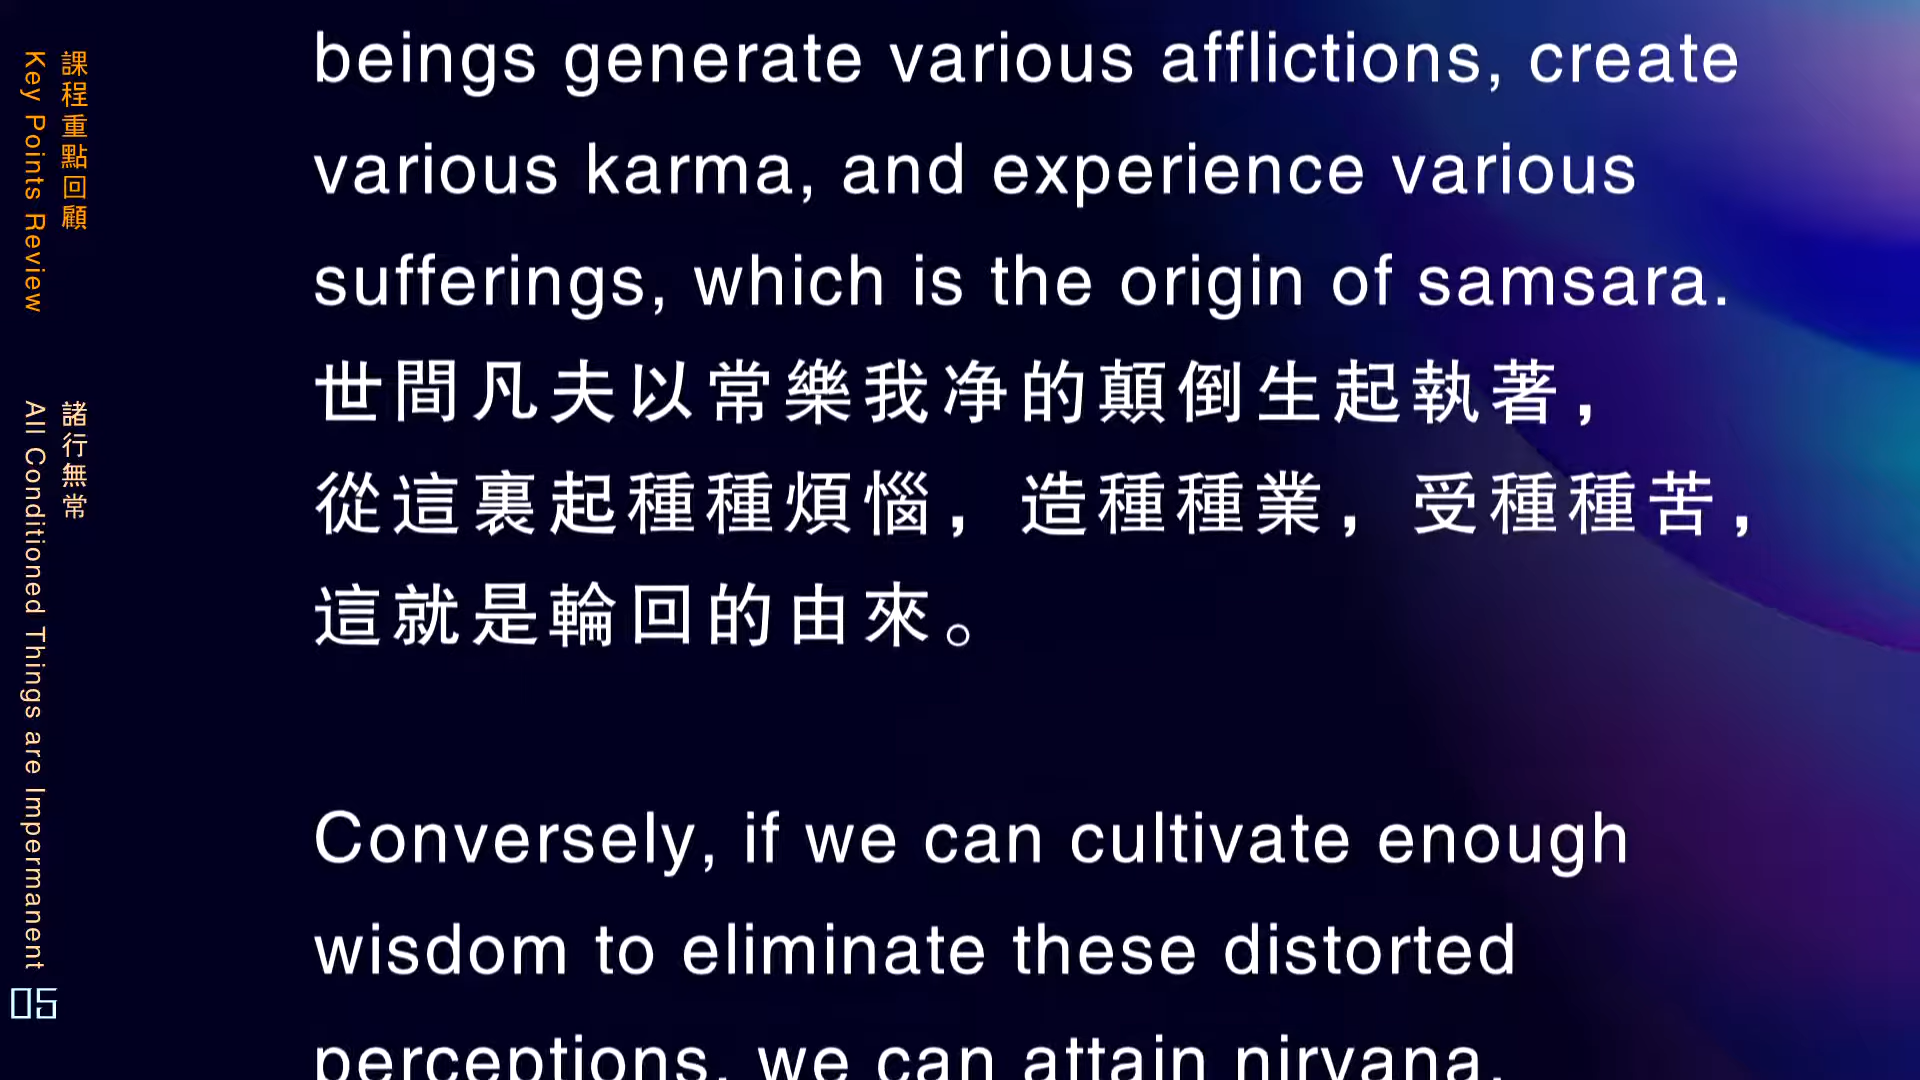 課程重點回顧
Key Points Review
諸行無常
All Conditioned Things are Impermanent
05
beings generate various afflictions, create
various karma, and experience various
sufferings, which is the origin of samsara.
世間凡夫以常樂我净的顛倒生起執著，
從這裏起種種煩惱，造種種業，受種種苦，
這就是輪回的由來。
Conversely, if we can cultivate enough
wisdom to eliminate these distorted
perceptions, we can attain nirvana.